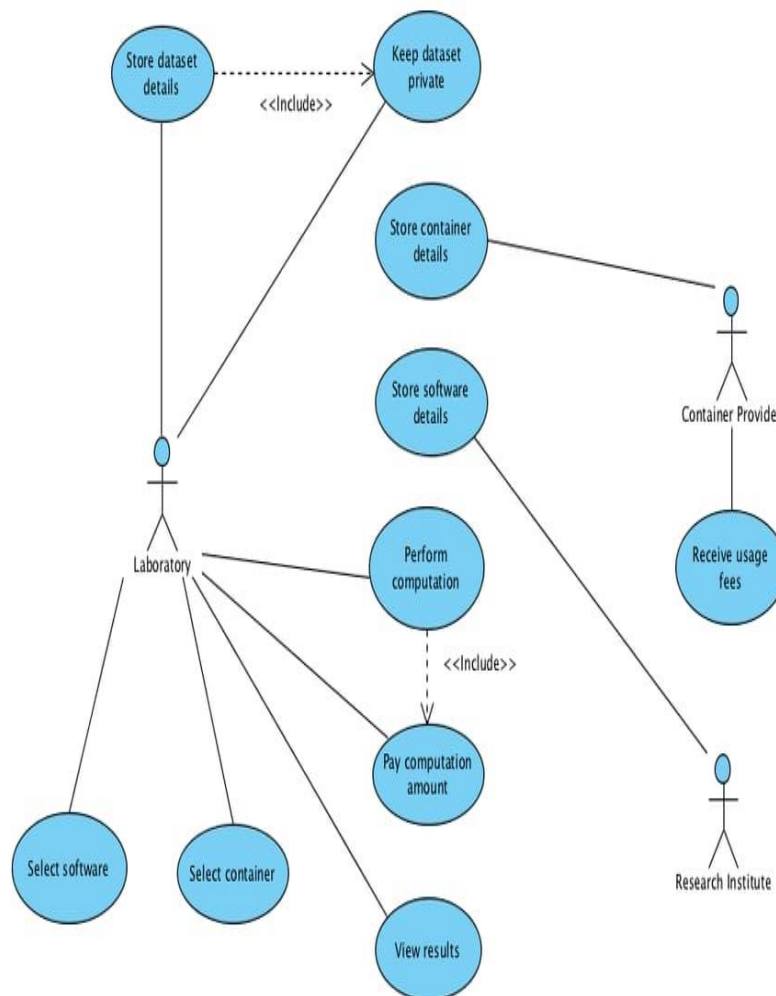 Store dataset
details
<<Include>>
Keep dataset
private
Store container
details
Store software
details
Container Provide
Laboratory
Perform
computation
Receive usage
fees
<<Include>>
Pay computation
amount
Select software
Select container
Research Institute
View results